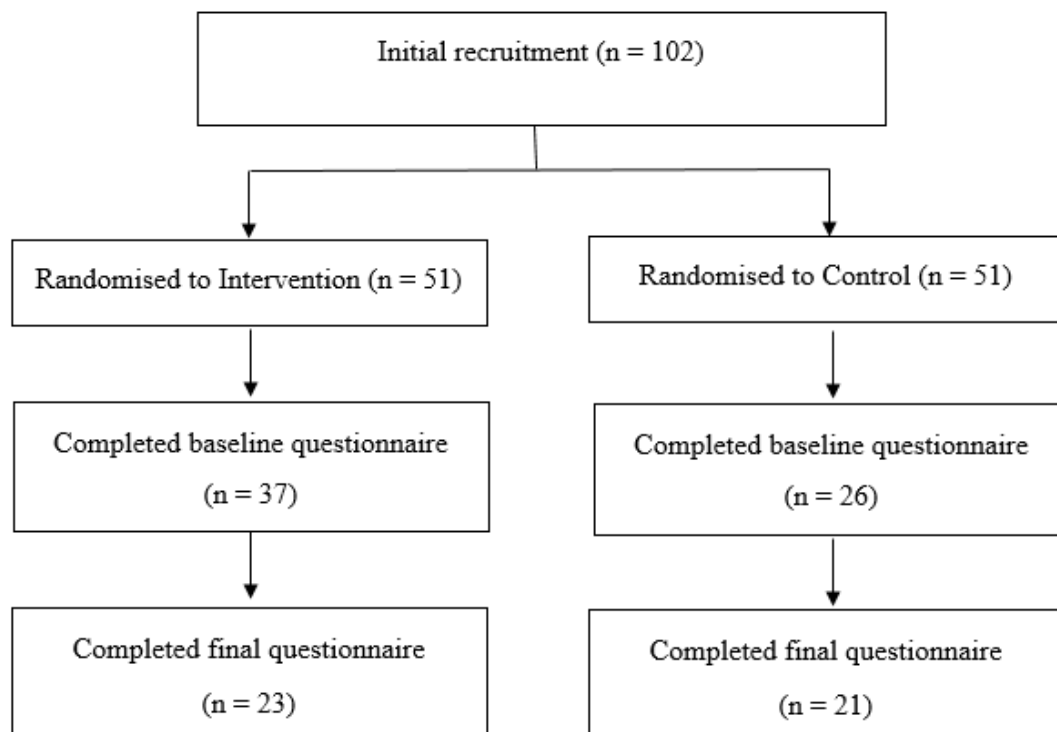 Initial recruitment (n = 102)
Randomised to Intervention (n = 51)
Randomised to Control (n = 51)
Completed baseline questionnaire
(n = 37)
Completed baseline questionnaire
(n = 26)
Completed final questionnaire
(n = 23)
Completed final questionnaire
(n = 21)